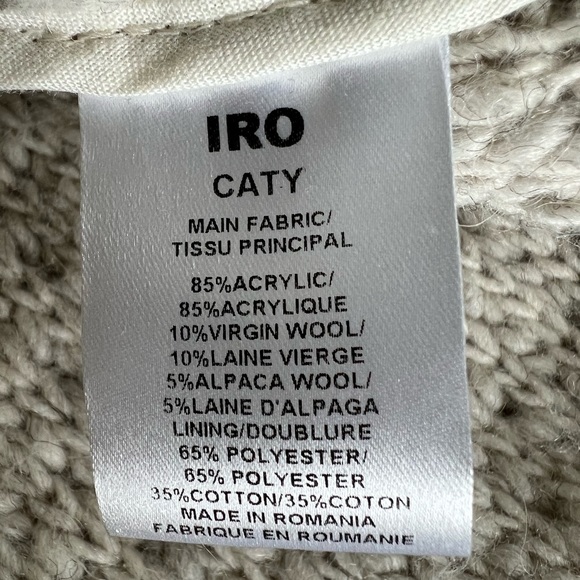 IRO
CATY
MAIN FABRIC/
TISSU PRINCIPAL
85%ACRYLIC/
85%ACRYLIQUE
10%VIRGIN WOOL/
10%LAINE VIERGE
5%ALPACA WOOL/
5%LAINE D'ALPAGA
LINING/DOUBLURE
65% POLYESTER/
65% POLYESTER
35%COTTON/35%COTON
MADE IN ROMANIA
FABRIQUE EN ROUMANIE